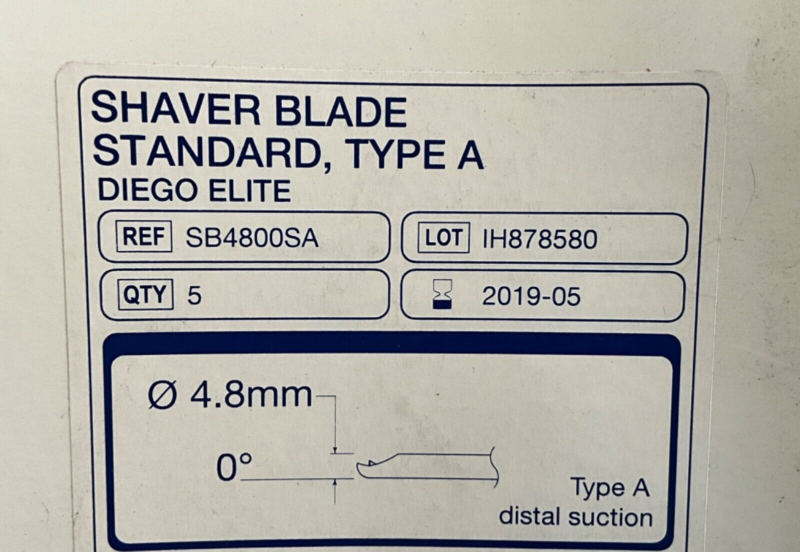 SHAVER BLADE
STANDARD, TYPE A
DIEGO ELITE
REF SB4800SA
LOT IH878580
QTY 5
2019-05
Ø 4.8mm
0°
Type A
distal suction